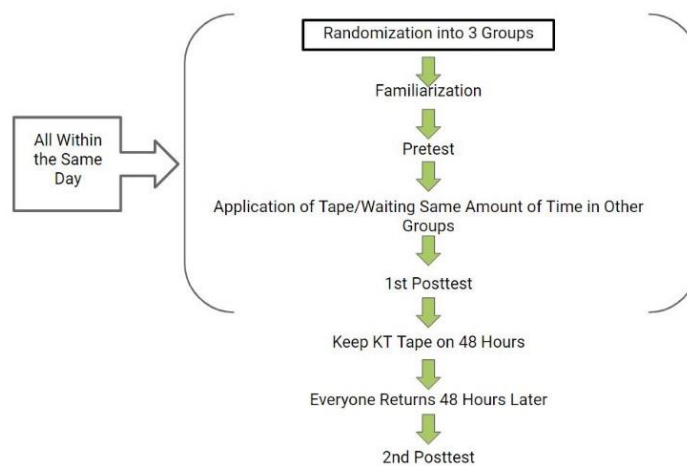 Randomization into 3 Groups
Familiarization
All Within
the Same
Day
Pretest
Application of Tape/Waiting Same Amount of Time in Other
Groups
1st Posttest
Keep KT Tape on 48 Hours
Everyone Returns 48 Hours Later
2nd Posttest